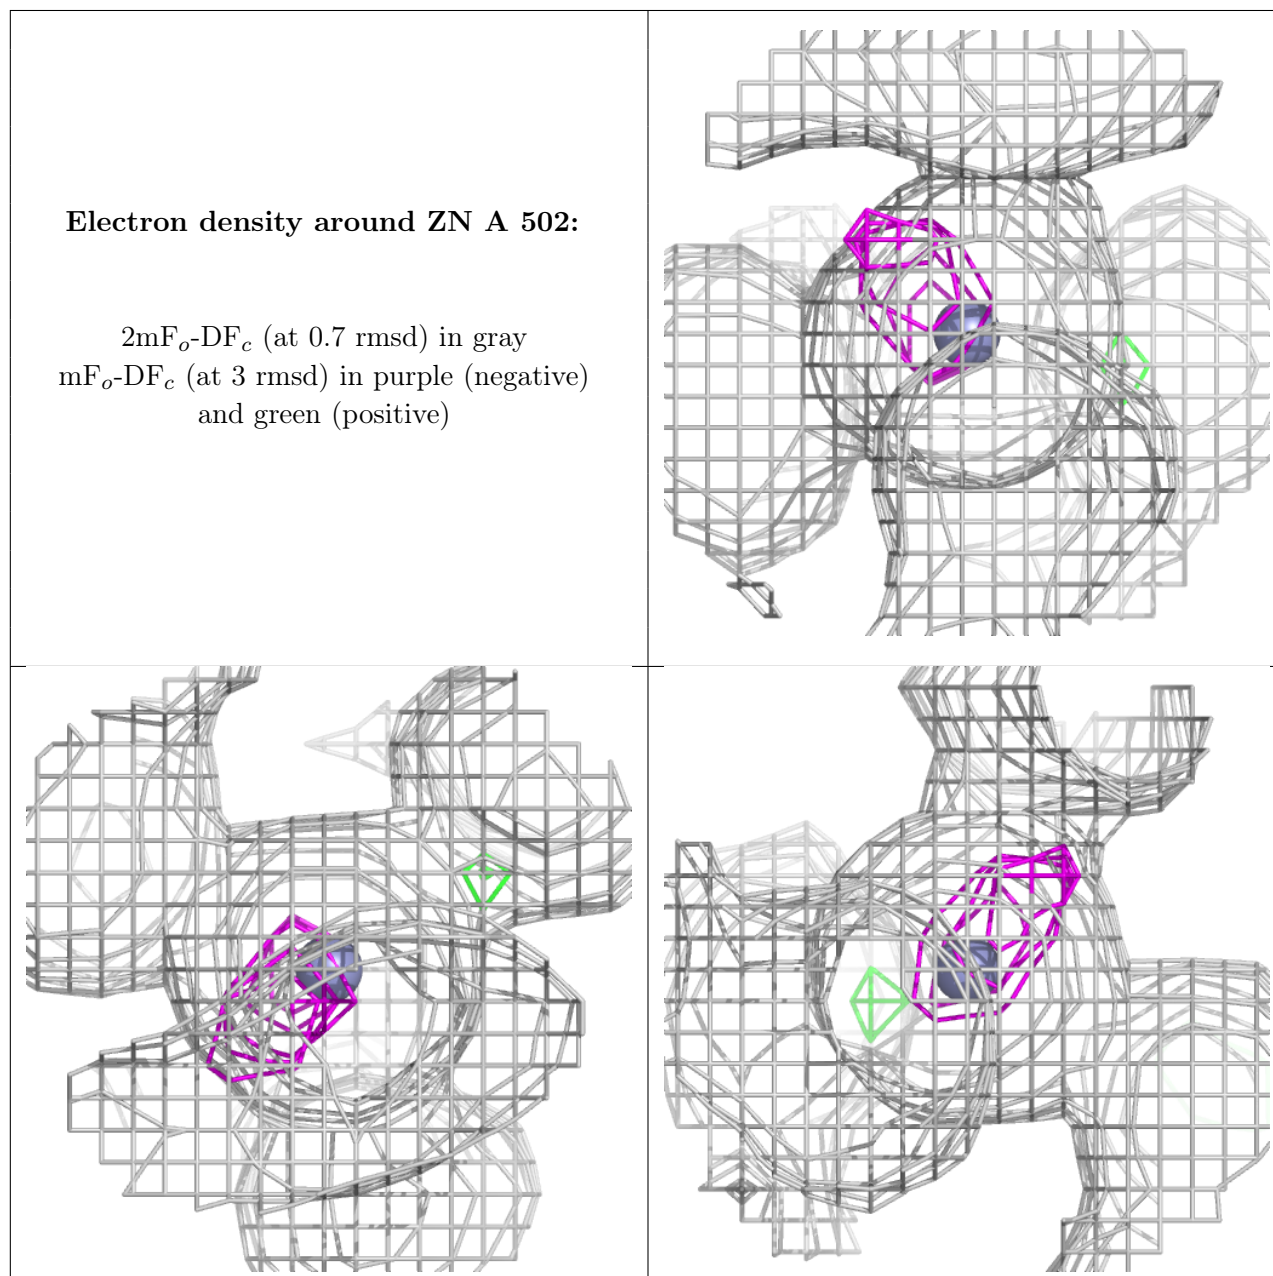 Electron density around ZN A 502:
2mFo-DFc (at 0.7 rmsd) in gray
mFo-DFc (at 3 rmsd) in purple (negative)
and green (positive)